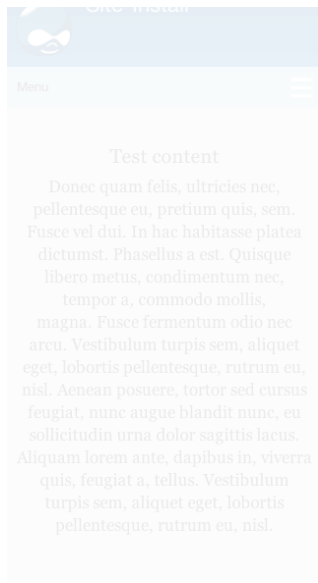 Site-Install
Menu
Test content
Donec quam felis, ultricies nec,
pellentesque eu, pretium quis, sem.
Fusce vel dui. In hac habitasse platea
dictumst. Phasellus a est. Quisque
libero metus, condimentum nec,
tempor a, commodo mollis,
magna. Fusce fermentum odio nec
arcu. Vestibulum turpis sem, aliquet
eget, lobortis pellentesque, rutrum eu,
nisl. Aenean posuere, tortor sed cursus
feugiat, nunc augue blandit nunc, eu
sollicitudin urna dolor sagittis lacus.
Aliquam lorem ante, dapibus in, viverra
quis, feugiat a, tellus. Vestibulum
turpis sem, aliquet eget, lobortis
pellentesque, rutrum eu, nisl.